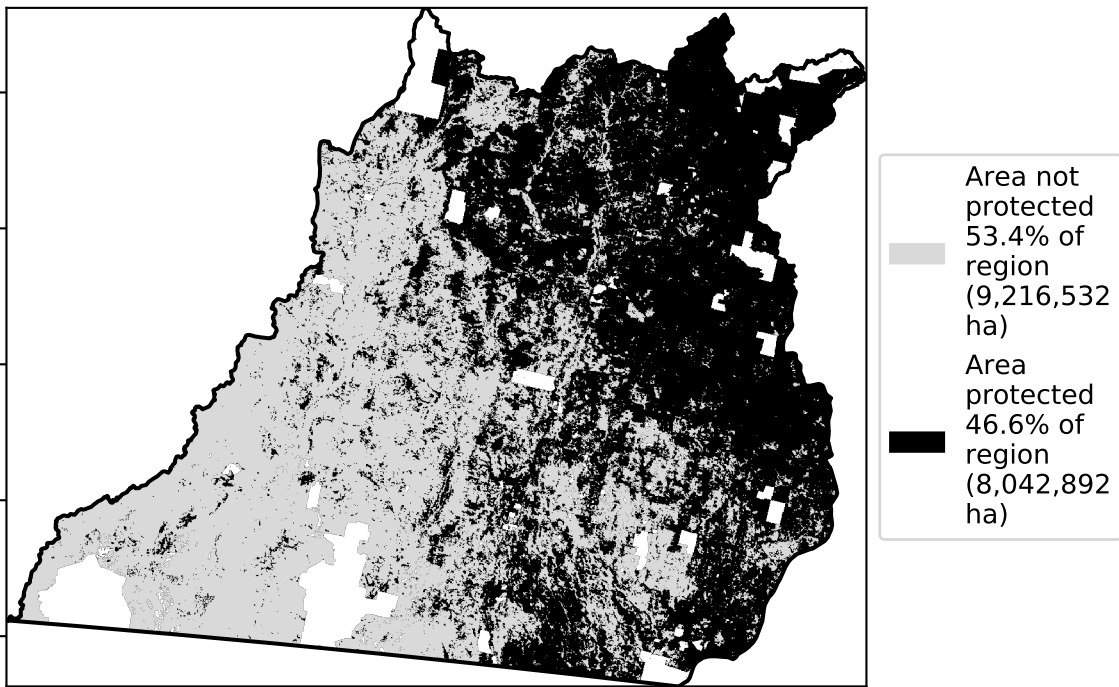 Area not
protected
53.4% of
region
(9,216,532
ha)
Area
protected
46.6% of
region
(8,042,892
ha)